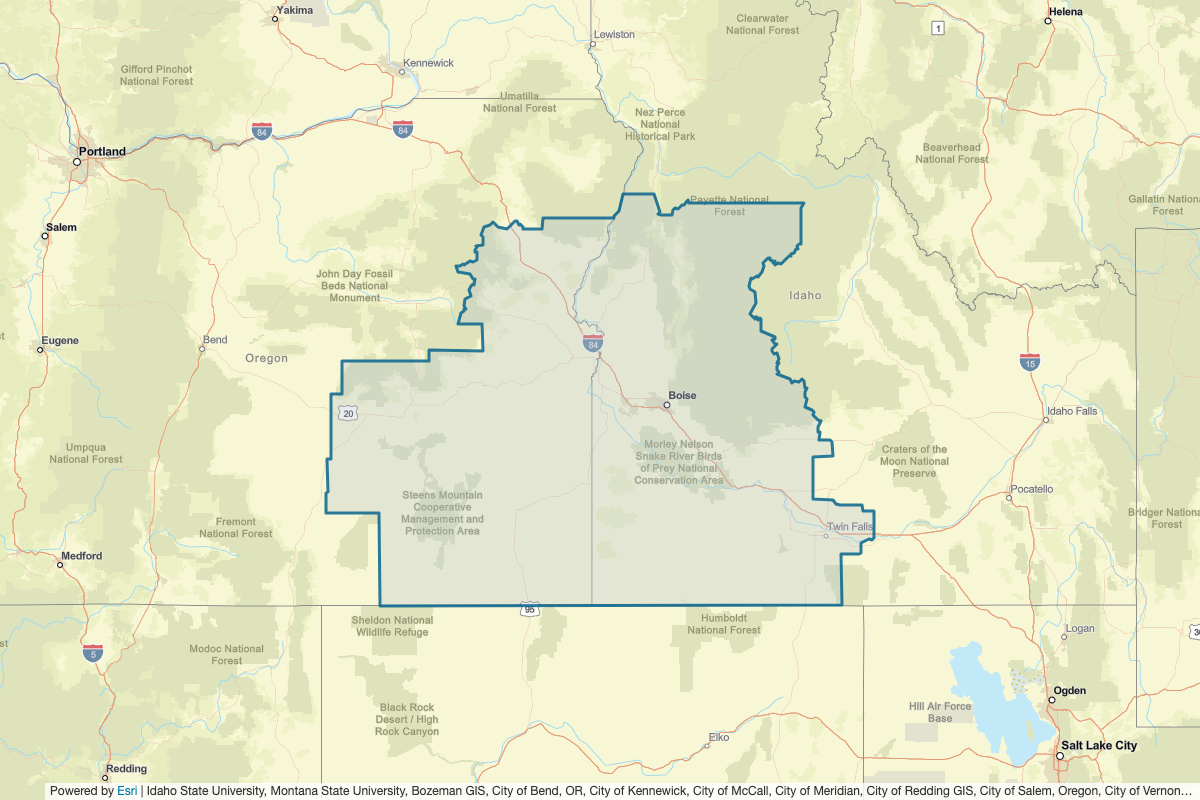 Yakima
Helena
Clearwater
National Forest
1
Lewiston
Kennewick
Gifford Pinchot
National Forest
Umatilla
National Forest
Nez Perce
National
Historical Park
84
84
Portland
Beaverhead
National Forest
Payette National
Forest
Gallatin Nation
Forest
Salem
John Day Fossil
Beds National
Monument
Idaho
Eugene
Bend
Oregon
84
15
Boise
20
Idaho Falls
Umpqua
National Forest
Morley Nelson
Snake River Birds
of Prey National
Conservation Area
Craters of the
Moon National
Preserve
Steens Mountain
Cooperative
Management and
Protection Area
Pocatello
Fremont
National Forest
Twin Falls
Bridger Nationa
Forest
Medford
95
Sheldon National
Wildlife Refuge
Humboldt
National Forest
Logan
st
5
Modoc National
Forest
Ogden
Black Rock
Desert / High
Rock Canyon
Hill Air Force
Base
Elko
Salt Lake City
Redding
Powered by Esri | Idaho State University, Montana State University, Bozeman GIS, City of Bend, OR, City of Kennewick, City of McCall, City of Meridian, City of Redding GIS, City of Salem, Oregon, City of Vernon…